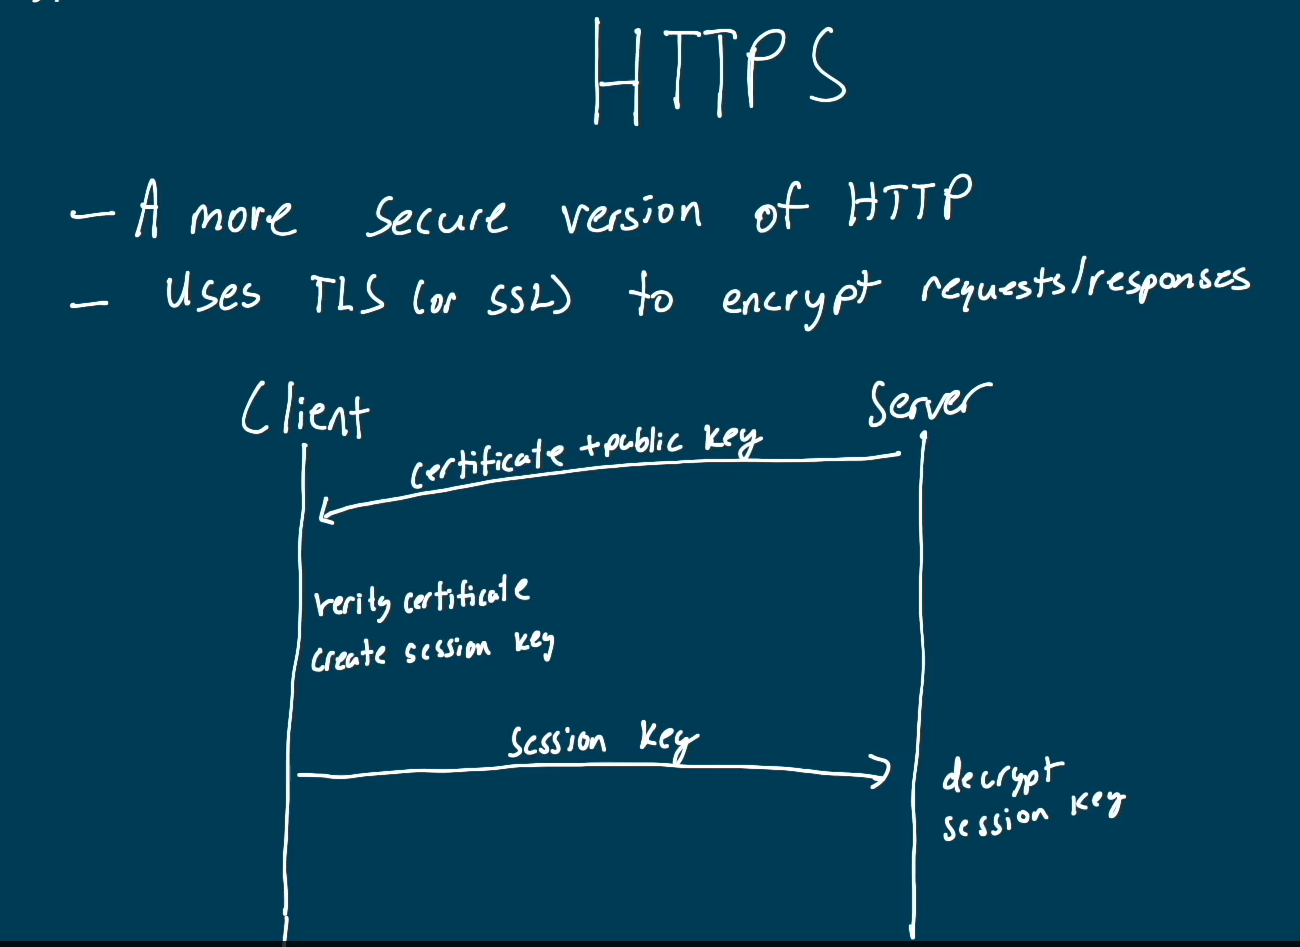 HTTPS
- A more secure version of HTTP
- Uses TLS (or SSL) to encrypt requests/responses
Client
Server
certificate + public key
verify certificate
create session key
Session key
decrypt
session key